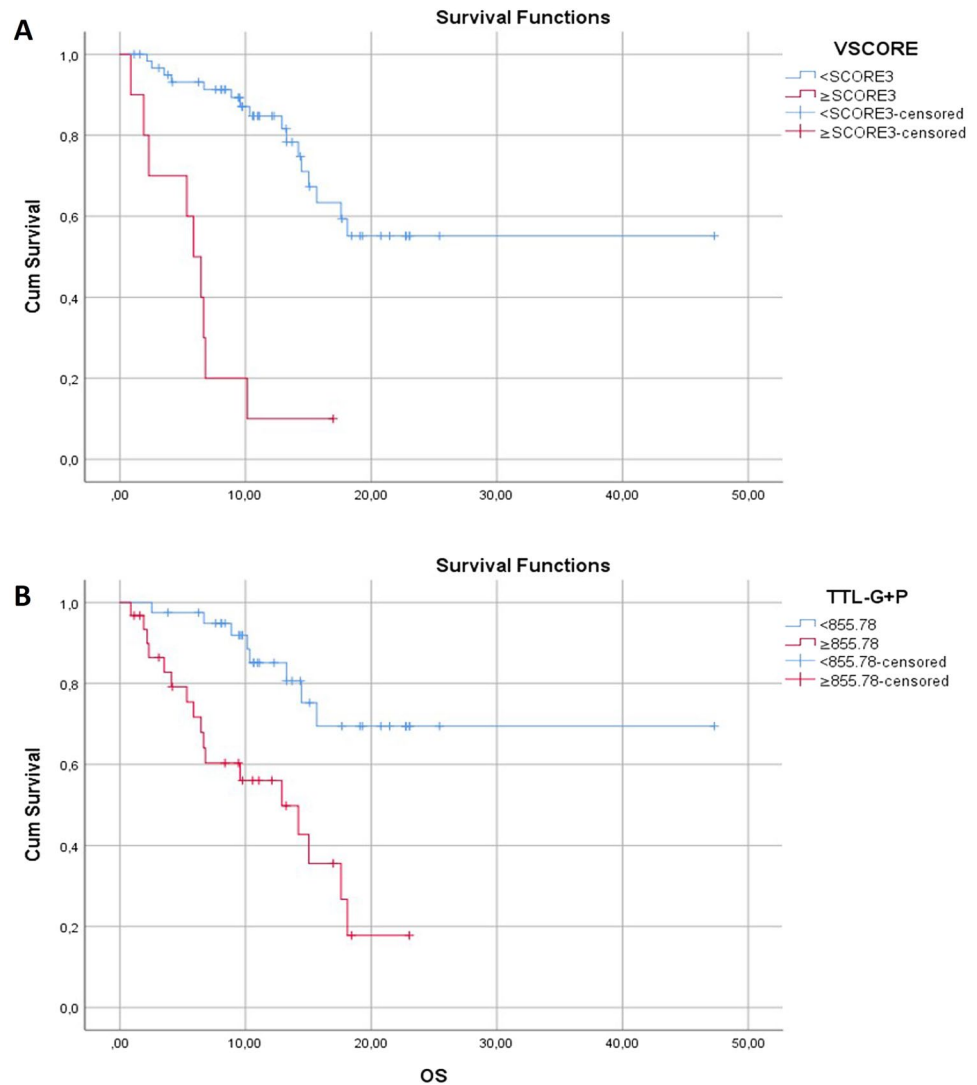 A
Survival Functions
Cum Survival
1,0
0,8
0,6
0,4
0,2
0,0
,00
10,00
20,00
30,00
40,00
50,00
VSCORE
<SCORE3
≥SCORE3
<SCORE3-censored
≥SCORE3-censored
B
Survival Functions
Cum Survival
1,0
0,8
0,6
0,4
0,2
0,0
,00
10,00
20,00
30,00
40,00
50,00
OS
TTL-G+P
<855.78
≥855.78
<855.78-censored
≥855.78-censored